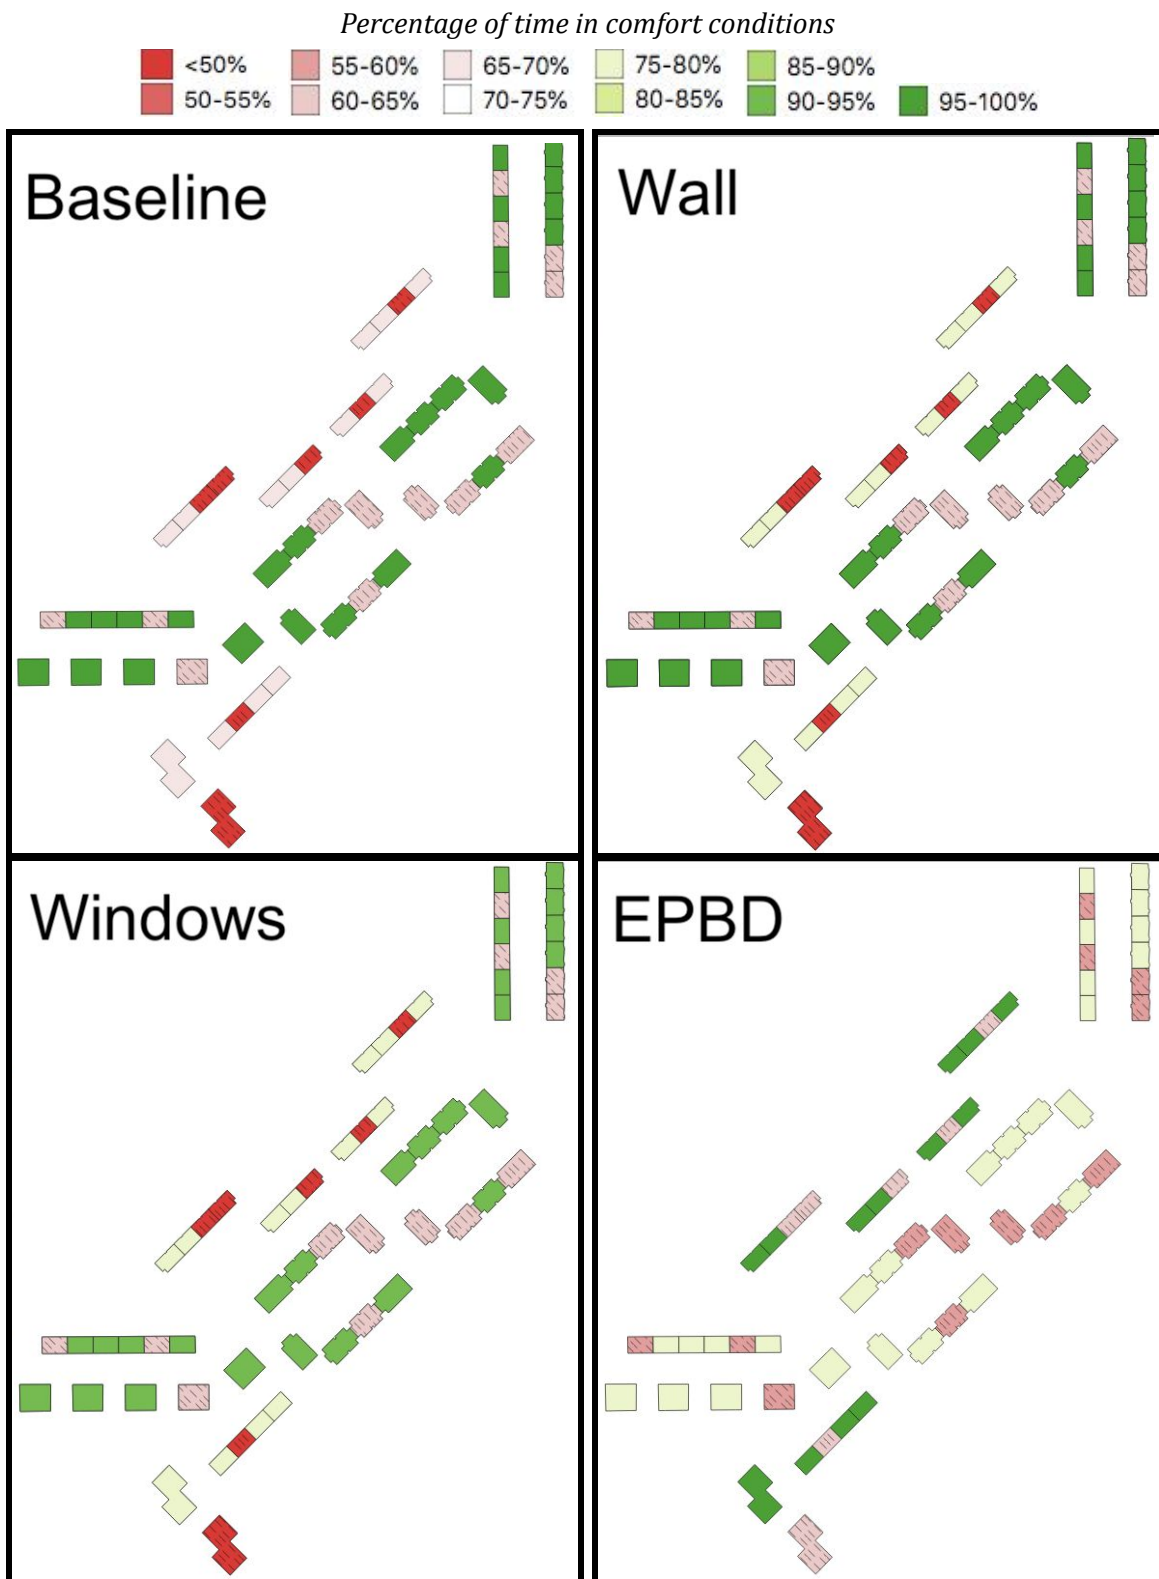 Percentage of time in comfort conditions
<50% 55-60% 65-70% 75-80% 85-90%
50-55% 60-65% 70-75% 80-85% 90-95% 95-100%
Baseline
Wall
Windows
EPBD